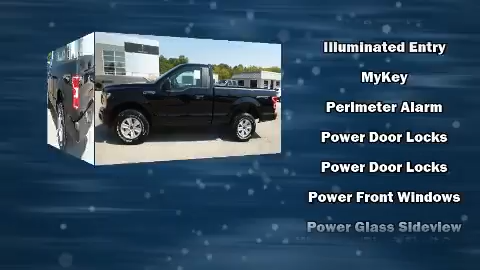 Illuminated Entry
MyKey
Perimeter Alarm
Power Door Locks
Power Door Locks
Power Front Windows
Power Glass Sideview